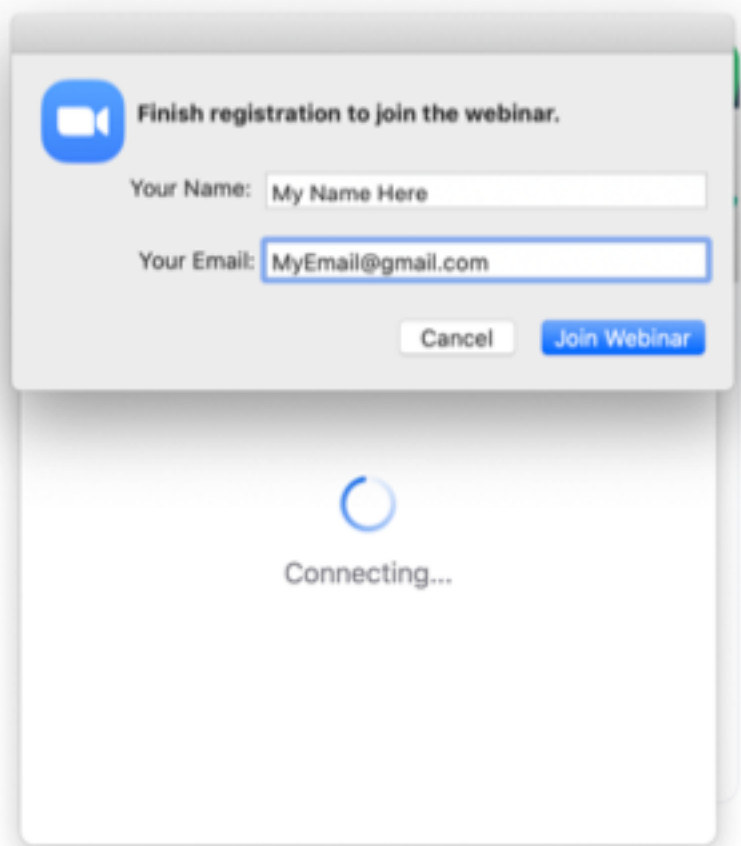 Finish registration to join the webinar.
Your Name: My Name Here
Your Email: MyEmail@gmail.com
Cancel Join Webinar
Connecting...